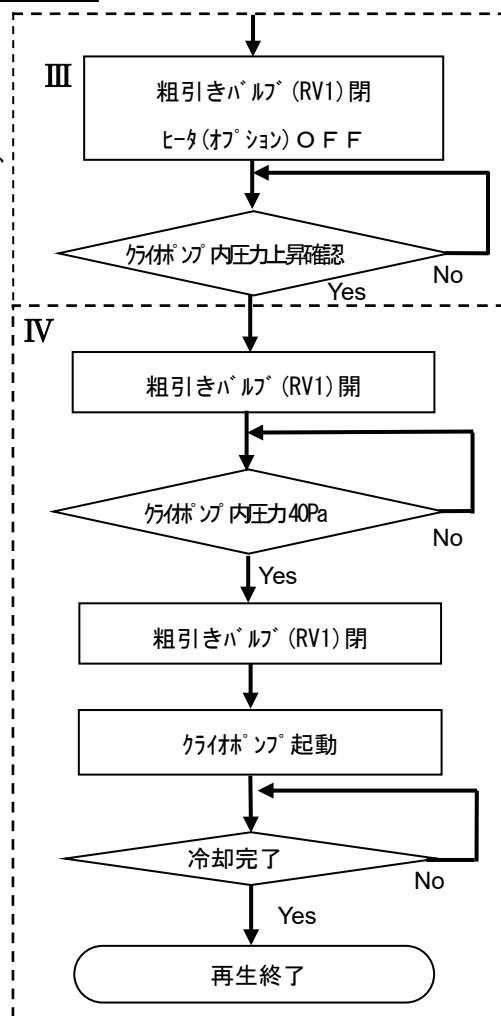 Ⅲ
粗引きﾊﾞﾙﾌﾞ(RV1)閉
ﾋｰﾀ(ｵﾌﾟｼｮﾝ)ＯＦＦ
ｸﾗｲｵﾎﾟﾝﾌﾟ内圧力上昇確認
No
Yes
Ⅳ
粗引きﾊﾞﾙﾌﾞ(RV1)開
ｸﾗｲｵﾎﾟﾝﾌﾟ内圧力40Pa
No
Yes
粗引きﾊﾞﾙﾌﾞ(RV1)閉
ｸﾗｲｵﾎﾟﾝﾌﾟ起動
冷却完了
No
Yes
再生終了